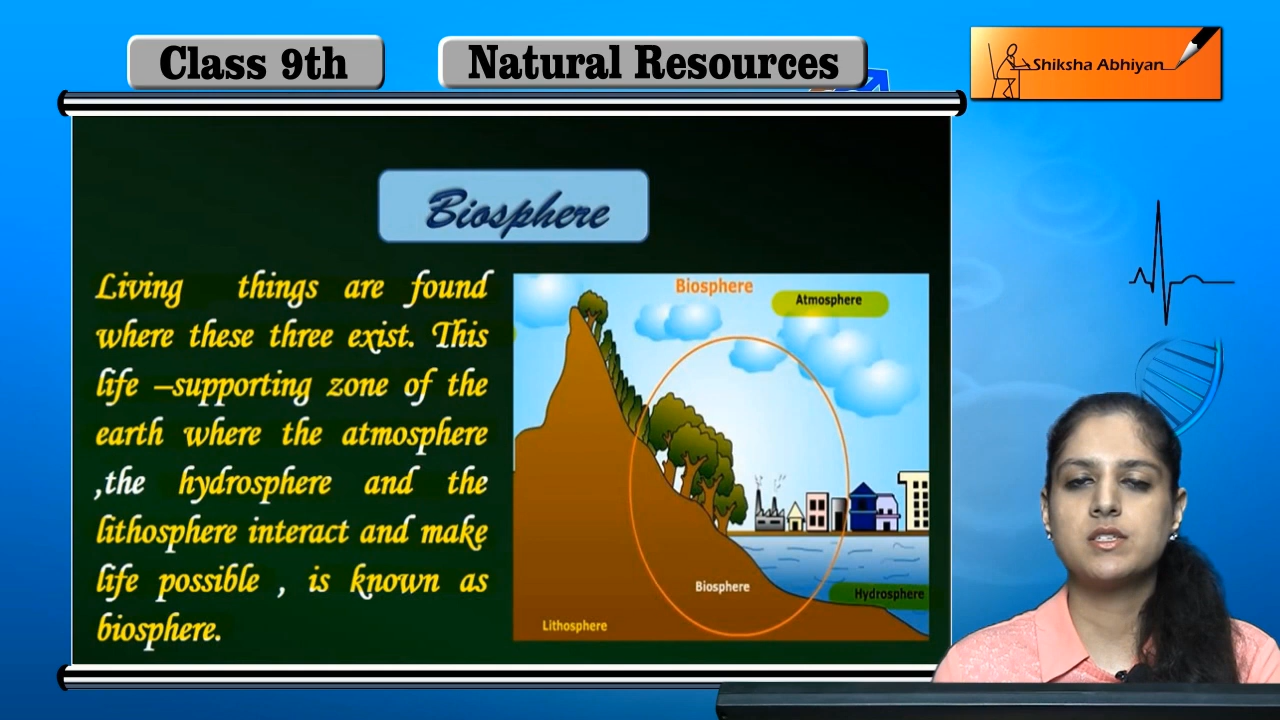 Class 9th
Natural Resources
Shiksha Abhiyan
Biosphere
Living things are found
where these three exist. This
life –supporting zone of the
earth where the atmosphere
,the hydrosphere and the
lithosphere interact and make
life possible , is known as
biosphere.
Biosphere
Atmosphere
Biosphere
Hydrosphere
Lithosphere